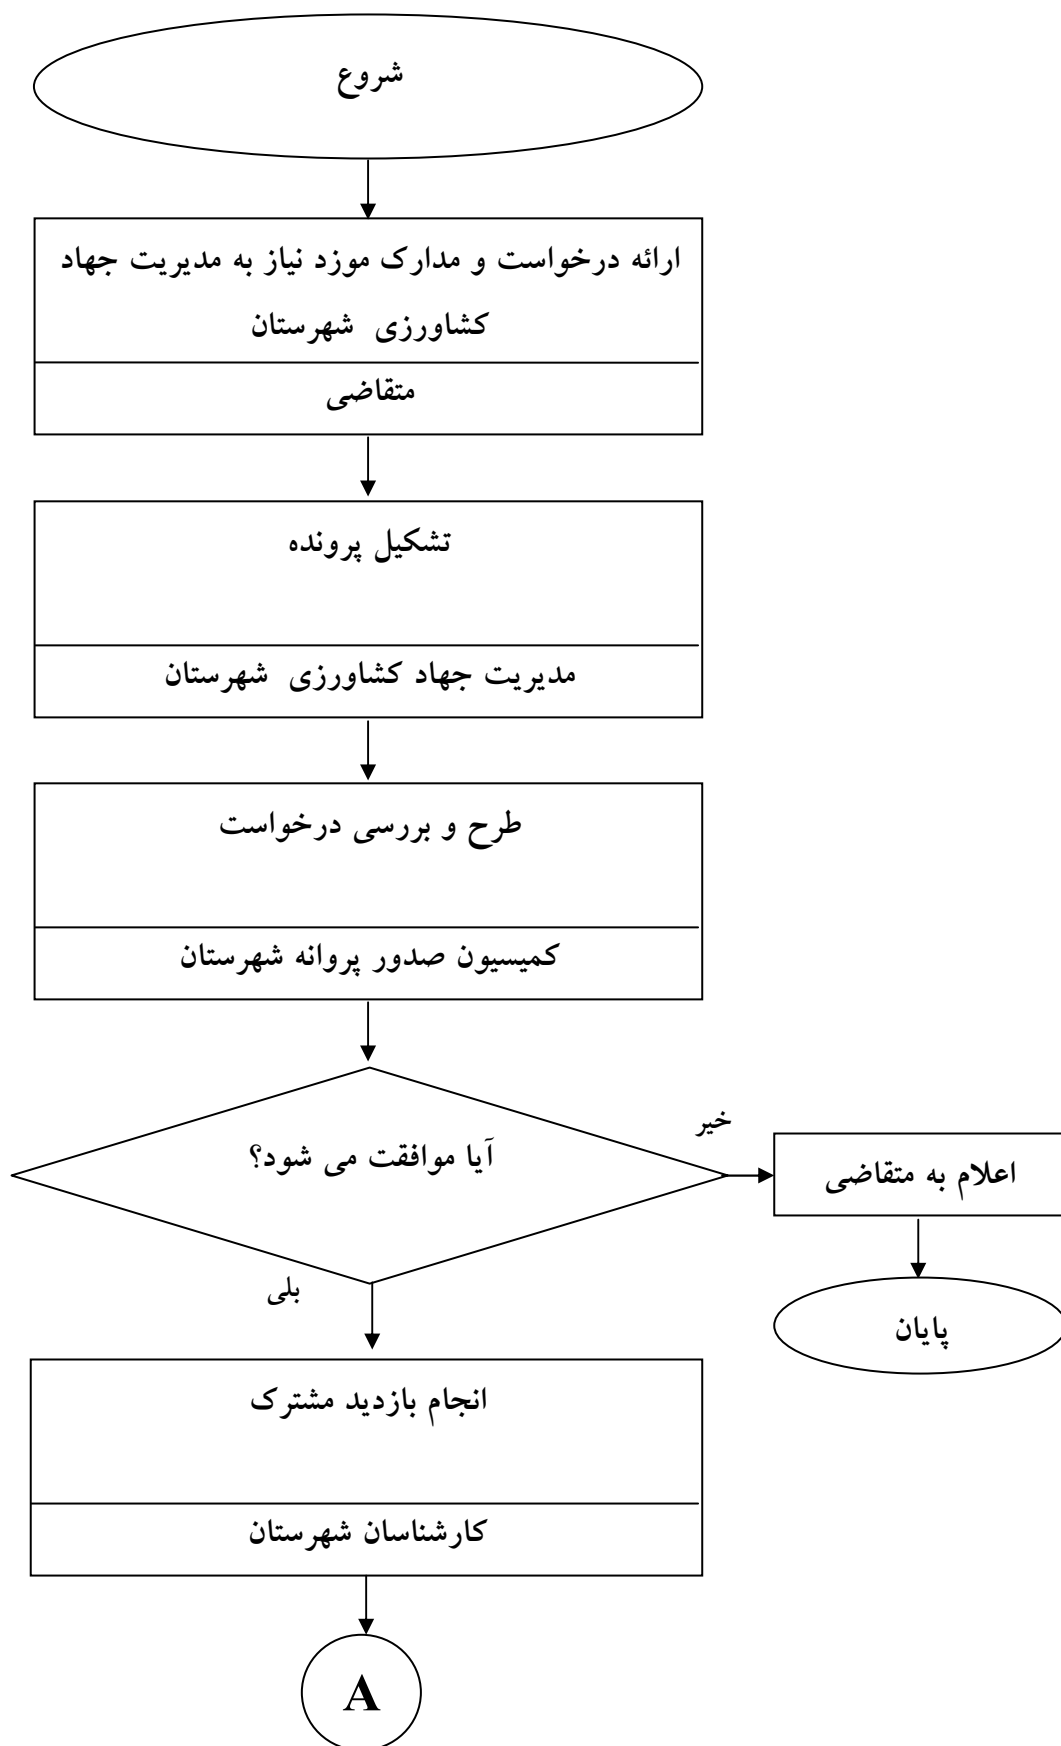 شروع
ارائه درخواست و مدارک موزد نیاز به مدیریت جهاد
کشاورزی شهرستان
متقاضی
تشکیل پرونده
مدیریت جهاد کشاورزی شهرستان
طرح و بررسی درخواست
کمیسیون صدور پروانه شهرستان
آیا موافقت می شود؟
خیر
اعلام به متقاضی
پایان
بلی
انجام بازدید مشترک
کارشناسان شهرستان
A